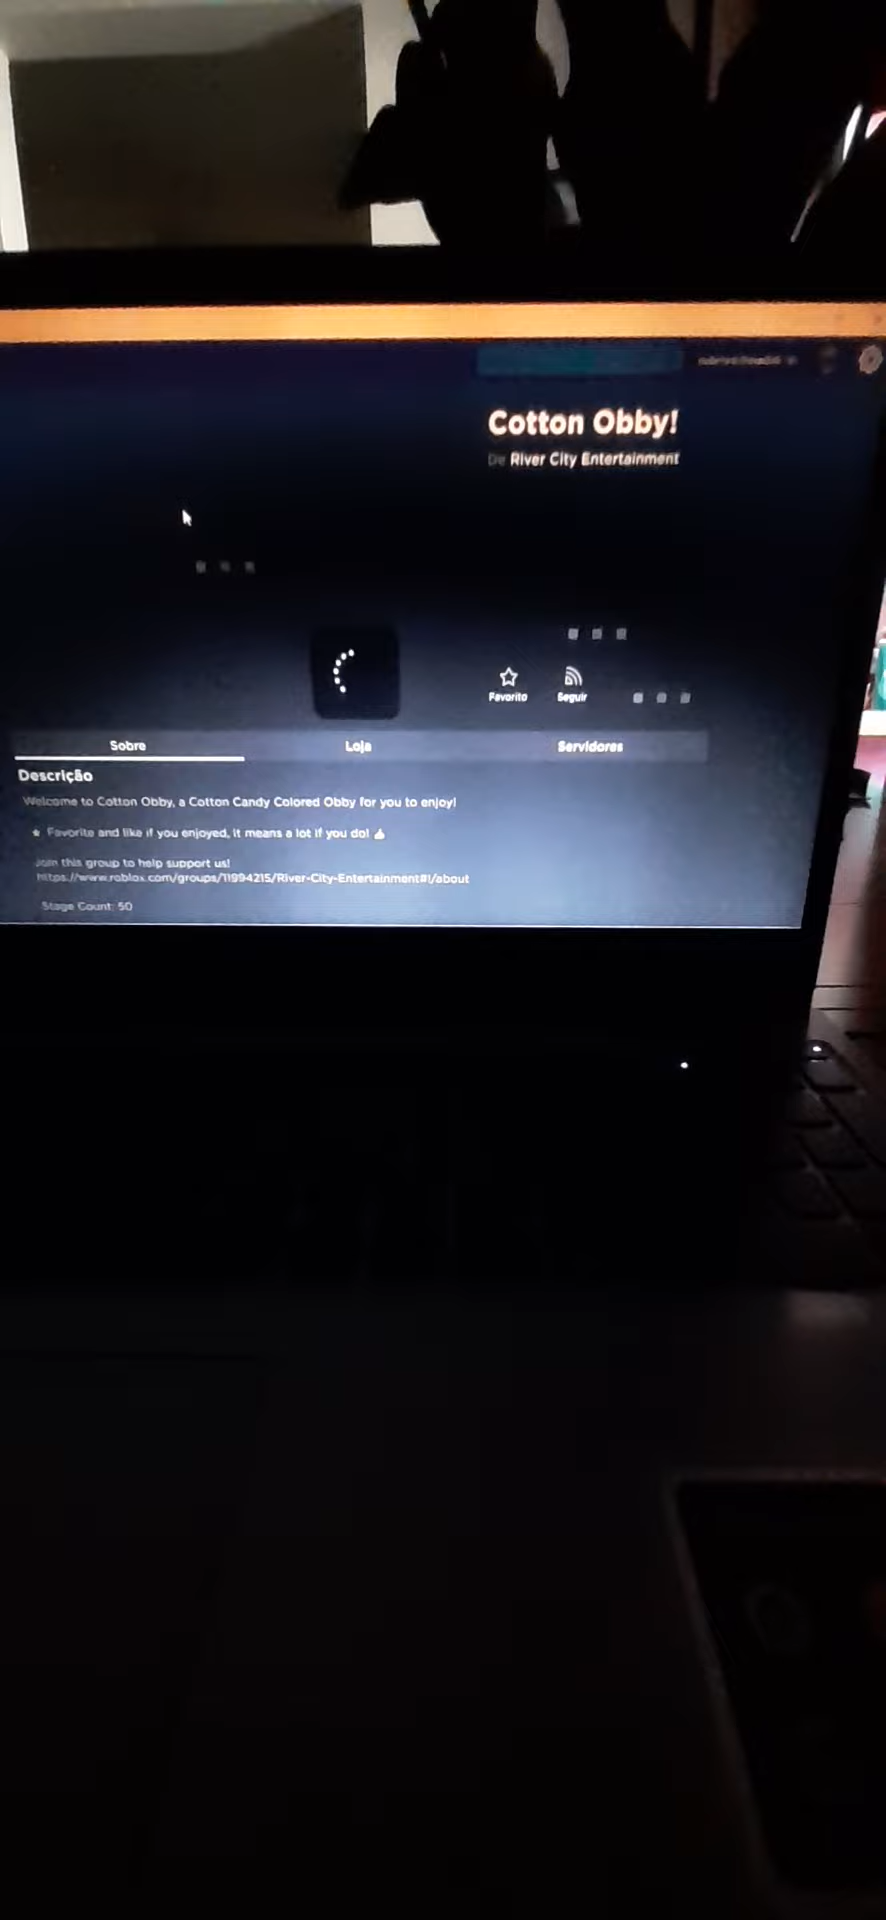 Cotton Obby!
De River City Entertainment
Favorito
Seguir
Sobre
Loja
Servidores
Descrição
Welcome to Cotton Obby, a Cotton Candy Colored Obby for you to enjoy!
★ Favorite and like if you enjoyed, it means a lot if you do! 👍
Join this group to help support us!
https://www.roblox.com/groups/11994215/River-City-Entertainment#!/about
Stage Count: 50